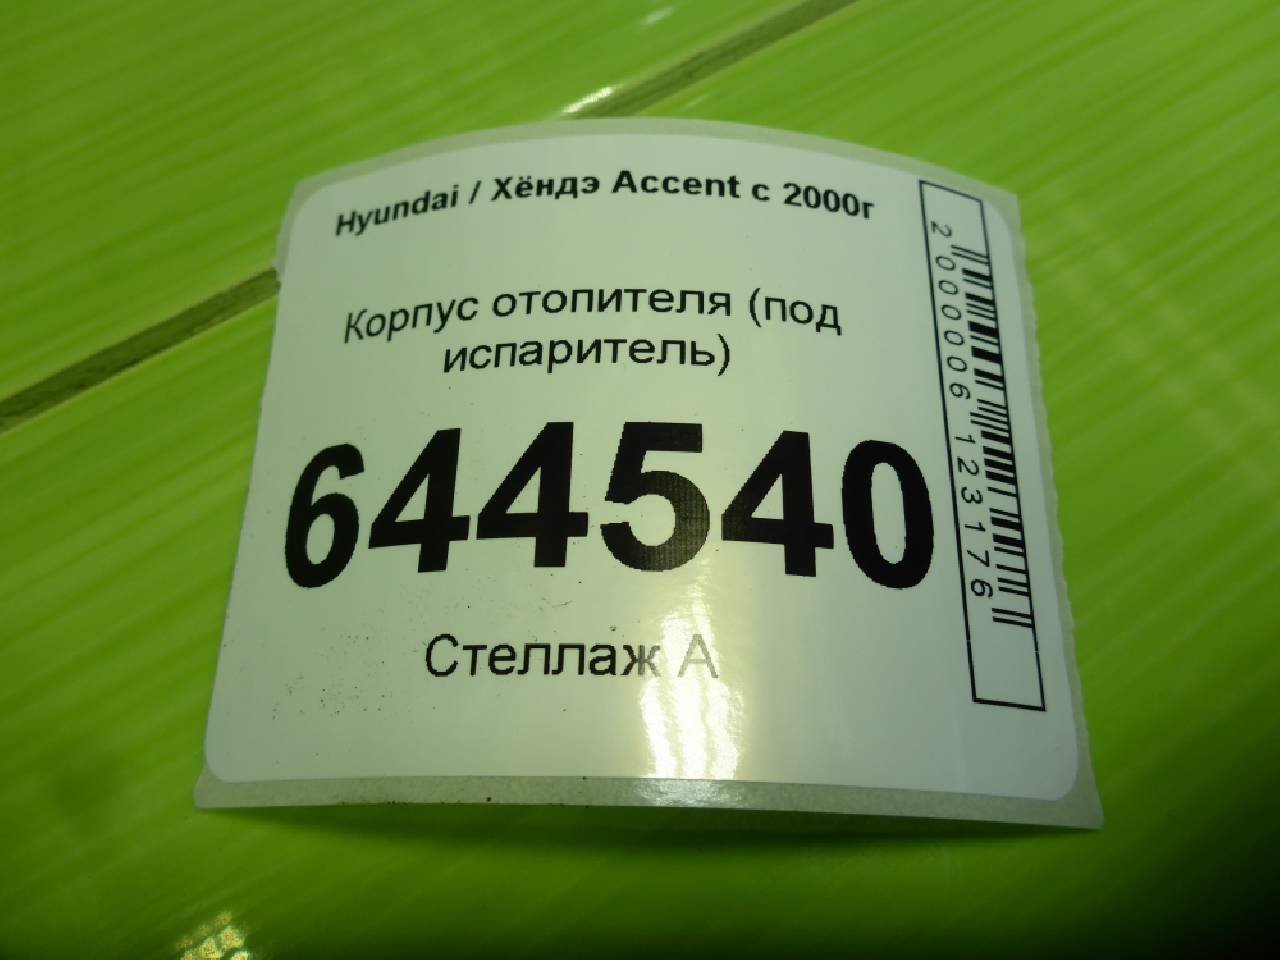 Hyundai / Хёндэ Accent с 2000г
Корпус отопителя (под
испаритель)
644540
Стеллаж А
2000006123176